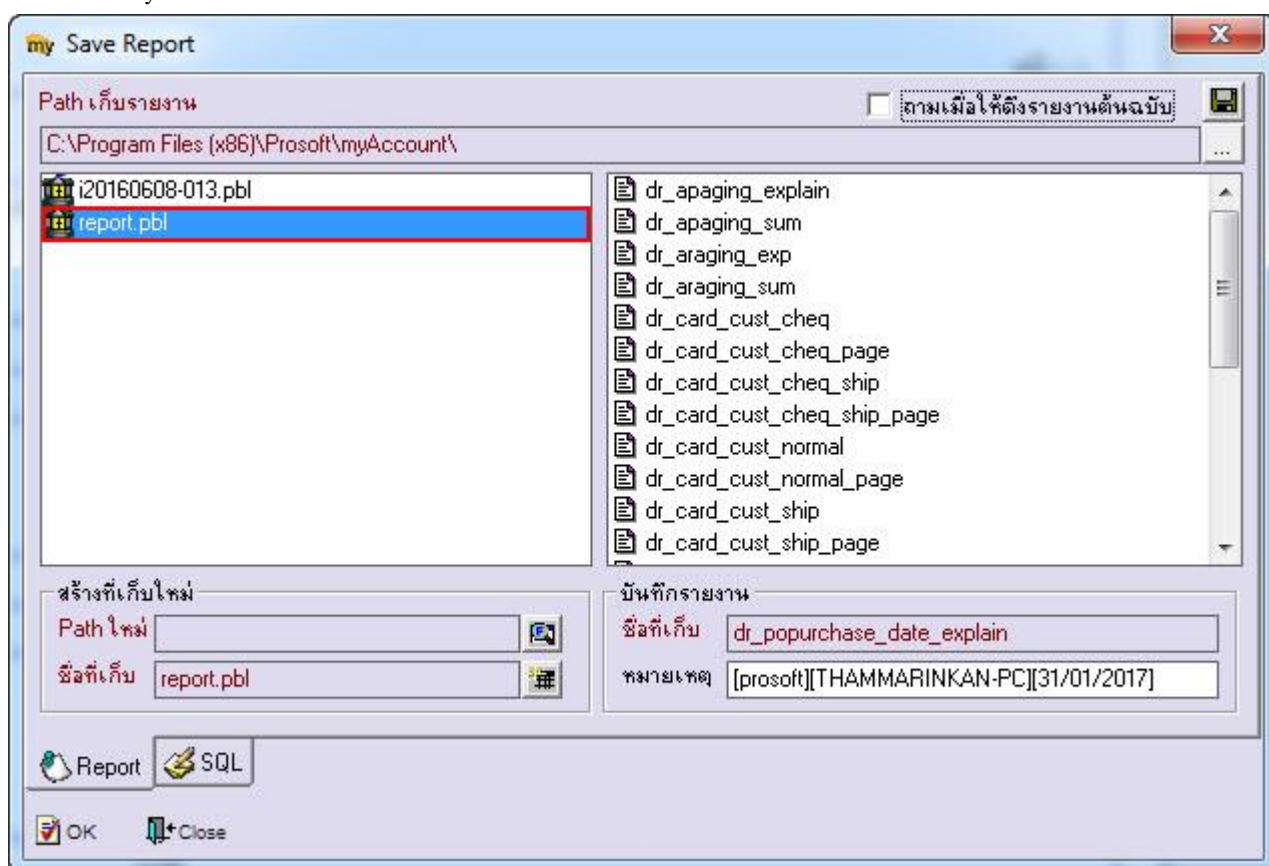 my Save Report
Path เก็บรายงาน
ถามเมื่อให้ดึงรายงานต้นฉบับ
C:\Program Files (x86)\Prosoft\myAccount\
...
i20160608-013.pbl
report.pbl
dr_apaging_explain
dr_apaging_sum
dr_araging_exp
dr_araging_sum
dr_card_cust_cheq
dr_card_cust_cheq_page
dr_card_cust_cheq_ship
dr_card_cust_cheq_ship_page
dr_card_cust_normal
dr_card_cust_normal_page
dr_card_cust_ship
dr_card_cust_ship_page
สร้างที่เก็บใหม่
Path ใหม่
ชื่อที่เก็บ report.pbl
บันทึกรายงาน
ชื่อที่เก็บ dr_popurchase_date_explain
หมายเหตุ [prosoft][THAMMARINKAN-PC][31/01/2017]
Report SQL
OK Close